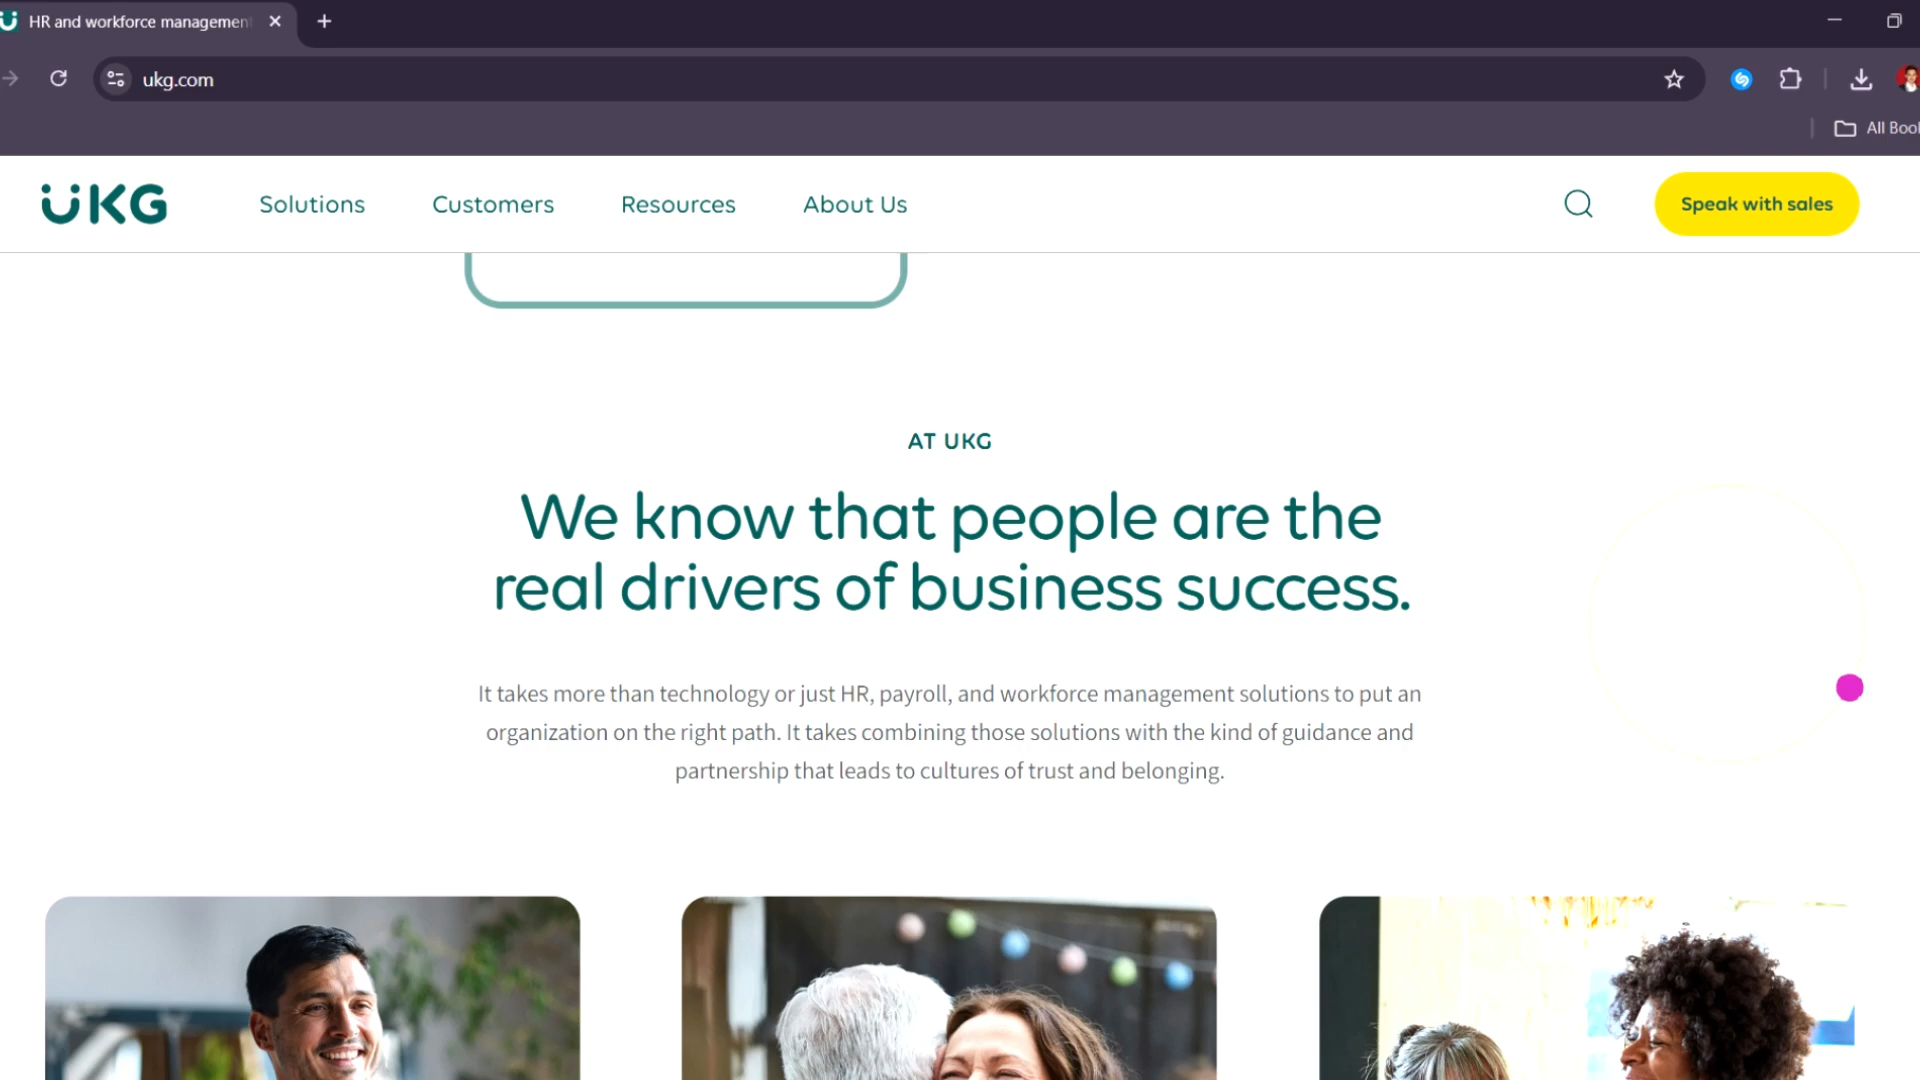 HR and workforce management
ukg.com
All Boo
UKG
Solutions
Customers
Resources
About Us
Speak with sales
AT UKG
We know that people are the
real drivers of business success.
It takes more than technology or just HR, payroll, and workforce management solutions to put an
organization on the right path. It takes combining those solutions with the kind of guidance and
partnership that leads to cultures of trust and belonging.